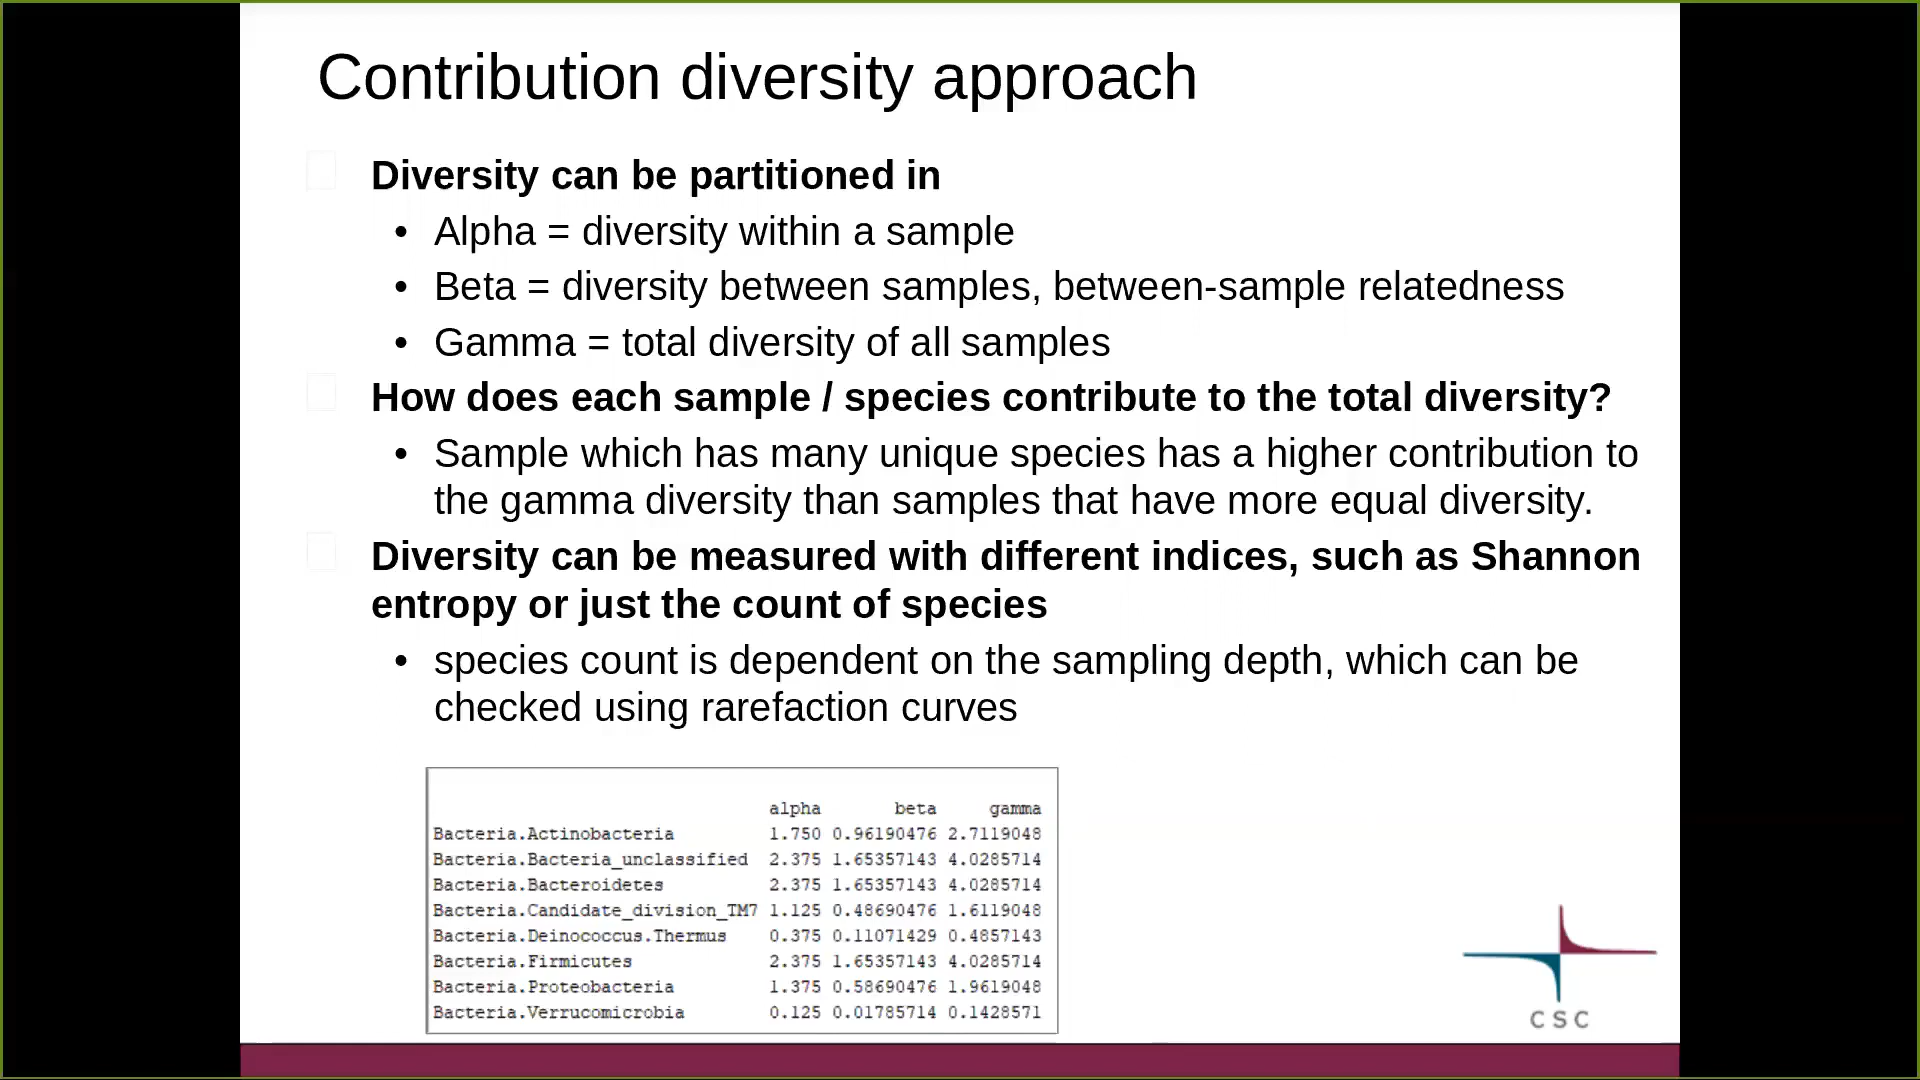 Contribution diversity approach
Diversity can be partitioned in
• Alpha = diversity within a sample
• Beta = diversity between samples, between-sample relatedness
• Gamma = total diversity of all samples
How does each sample / species contribute to the total diversity?
• Sample which has many unique species has a higher contribution to
the gamma diversity than samples that have more equal diversity.
Diversity can be measured with different indices, such as Shannon
entropy or just the count of species
• species count is dependent on the sampling depth, which can be
checked using rarefaction curves
alpha beta gamma
Bacteria.Actinobacteria 1.750 0.96190476 2.7119048
Bacteria.Bacteria_unclassified 2.375 1.65357143 4.0285714
Bacteria.Bacteroidetes 2.375 1.65357143 4.0285714
Bacteria.Candidate_division_TM7 1.125 0.48690476 1.6119048
Bacteria.Deinococcus.Thermus 0.375 0.11071429 0.4857143
Bacteria.Firmicutes 2.375 1.65357143 4.0285714
Bacteria.Proteobacteria 1.375 0.58690476 1.9619048
Bacteria.Verrucomicrobia 0.125 0.01785714 0.1428571
CSC